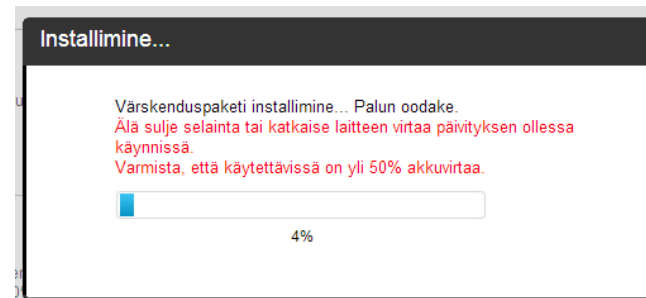 Installimine...
Värskenduspaketi installimine... Palun oodake.
Älä sulje selainta tai katkaise laitteen virtaa päivityksen ollessa
käynnissä.
Varmista, että käytettävissä on yli 50% akkuvirtaa.
4%